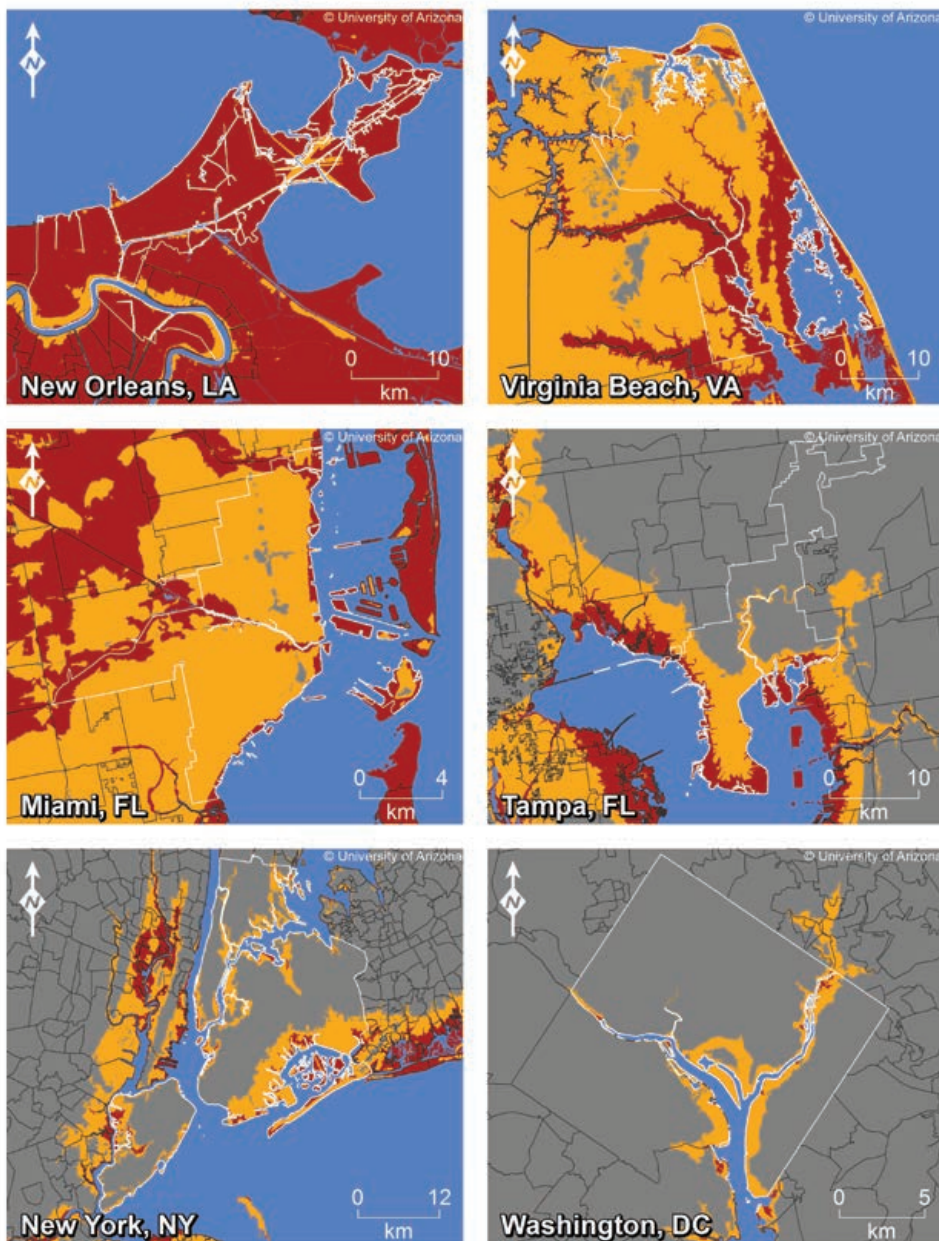 © University of Arizona
N
0 10
km
New Orleans, LA
© University of Arizona
N
0 10
km
Virginia Beach, VA
© University of Arizona
N
0 4
km
Miami, FL
© University of Arizona
N
0 10
km
Tampa, FL
© University of Arizona
N
0 12
km
New York, NY
© University of Arizona
N
0 5
km
Washington, DC